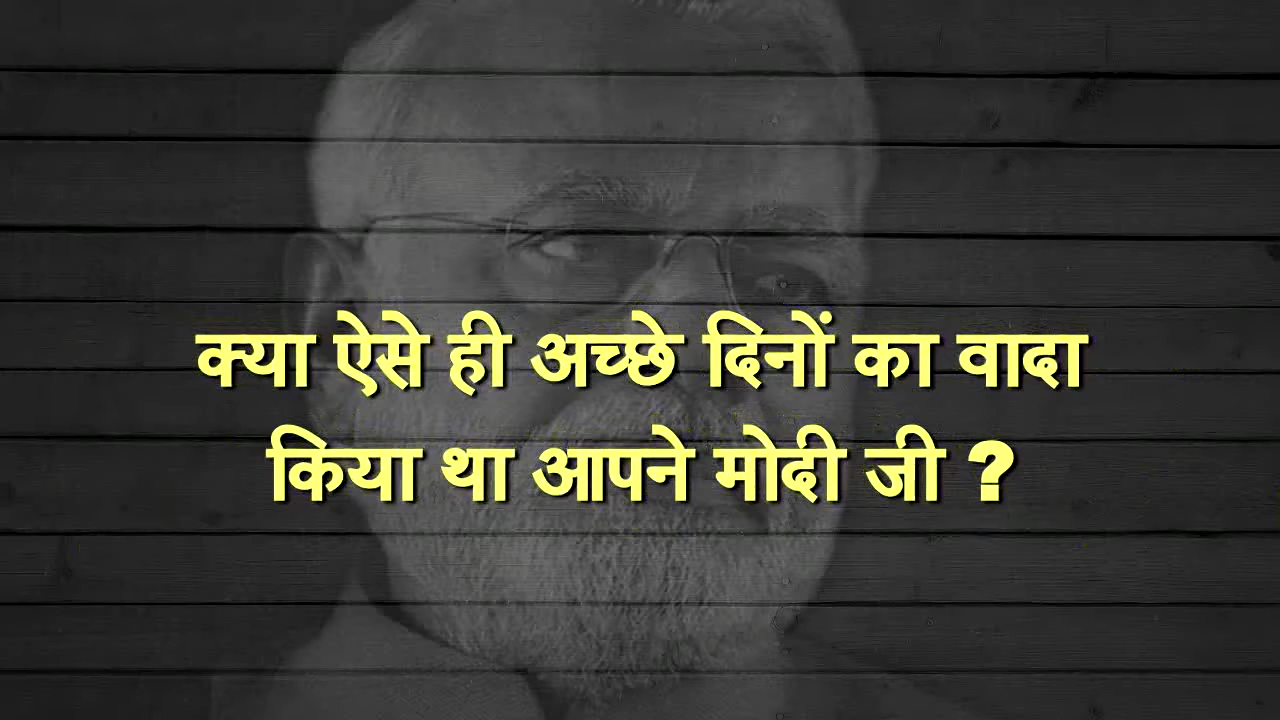 क्या ऐसे ही अच्छे दिनों का वादा
किया था आपने मोदी जी ?